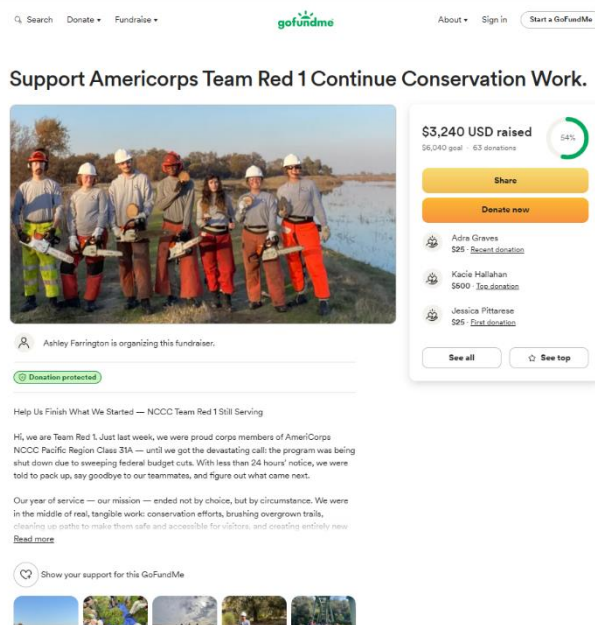 Search Donate Fundraise gofundme About Sign in Start a GoFundMe
Support Americorps Team Red 1 Continue Conservation Work.
$3,240 USD raised
$6,040 goal · 63 donations
54%
Share
Donate now
Adra Graves
$25 · Recent donation
Kacie Hallahan
$500 · Top donation
Jessica Pittarese
$25 · First donation
See all See top
Ashley Farrington is organizing this fundraiser.
Donation protected
Help Us Finish What We Started — NCCC Team Red 1 Still Serving
Hi, we are Team Red 1. Just last week, we were proud corps members of AmeriCorps
NCCC Pacific Region Class 31A — until we got the devastating call: the program was being
shut down due to sweeping federal budget cuts. With less than 24 hours' notice, we were
told to pack up, say goodbye to our teammates, and figure out what came next.
Our year of service — our mission — ended not by choice, but by circumstance. We were
in the middle of real, tangible work: conservation efforts, brushing overgrown trails,
cleaning up paths to make them safe and accessible for visitors, and creating entirely new
Read more
Show your support for this GoFundMe